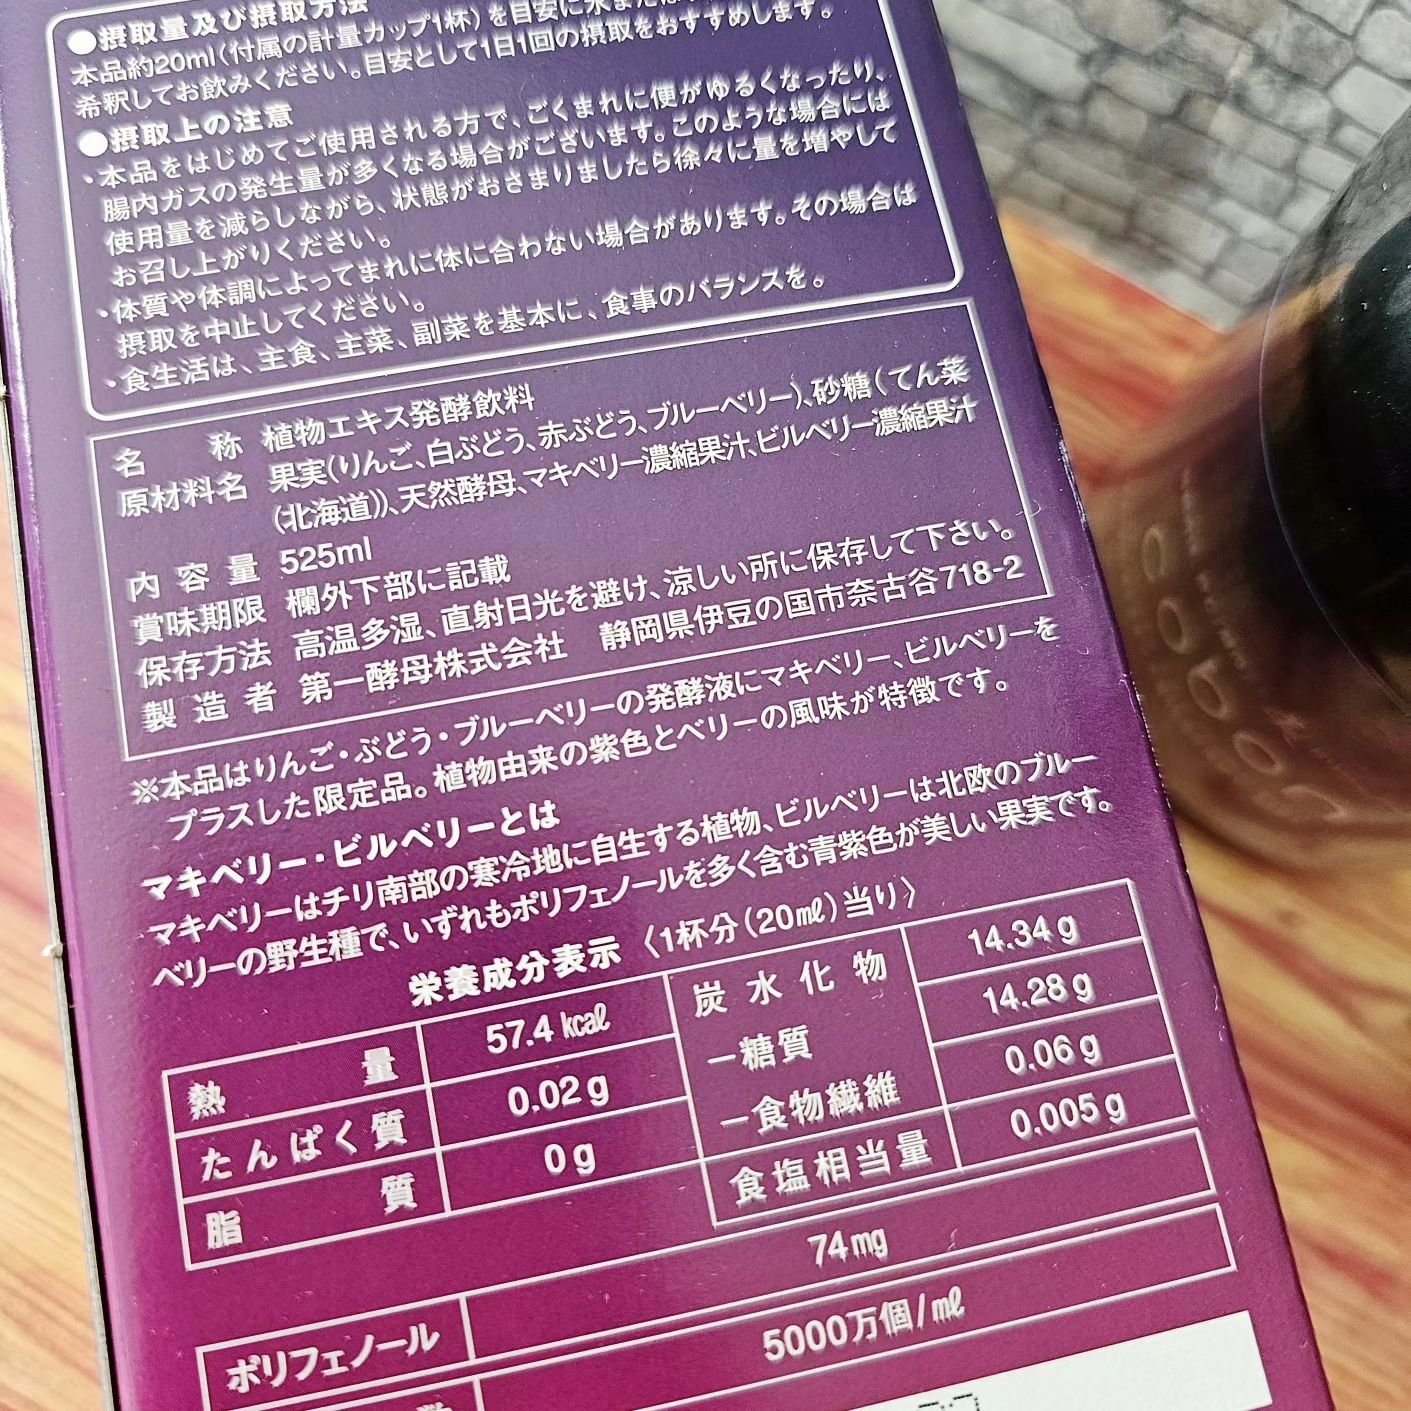 ●摂取量及び摂取方法
本品約20ml(付属の計量カップ1杯)を目安に水または
希釈してお飲みください。目安として1日1回の摂取をおすすめします。
●摂取上の注意
・本品をはじめてご使用される方で、ごくまれに便がゆるくなったり、
腸内ガスの発生量が多くなる場合がございます。このような場合には
使用量を減らしながら、状態がおさまりましたら徐々に量を増やして
お召し上がりください。
・体質や体調によってまれに体に合わない場合があります。その場合は
摂取を中止してください。
・食生活は、主食、主菜、副菜を基本に、食事のバランスを。
名称 植物エキス発酵飲料
原材料名 果実(りんご、白ぶどう、赤ぶどう、ブルーベリー)、砂糖(てん菜
(北海道))、天然酵母、マキベリー濃縮果汁、ビルベリー濃縮果汁
内容量 525ml
賞味期限 欄外下部に記載
保存方法 高温多湿、直射日光を避け、涼しい所に保存して下さい。
製造者 第一酵母株式会社 静岡県伊豆の国市奈古谷718-2
※本品はりんご・ぶどう・ブルーベリーの発酵液にマキベリー、ビルベリーを
プラスした限定品。植物由来の紫色とベリーの風味が特徴です。
マキベリー・ビルベリーとは
マキベリーはチリ南部の寒冷地に自生する植物、ビルベリーは北欧のブルー
ベリーの野生種で、いずれもポリフェノールを多く含む青紫色が美しい果実です。
栄養成分表示 〈1杯分(20㎖)当り〉
熱量 57.4㎉
たんぱく質 0.02g
脂質 0g
炭水化物 14.34g
－糖質 14.28g
－食物繊維 0.06g
食塩相当量 0.005g
ポリフェノール 74mg
5000万個/㎖